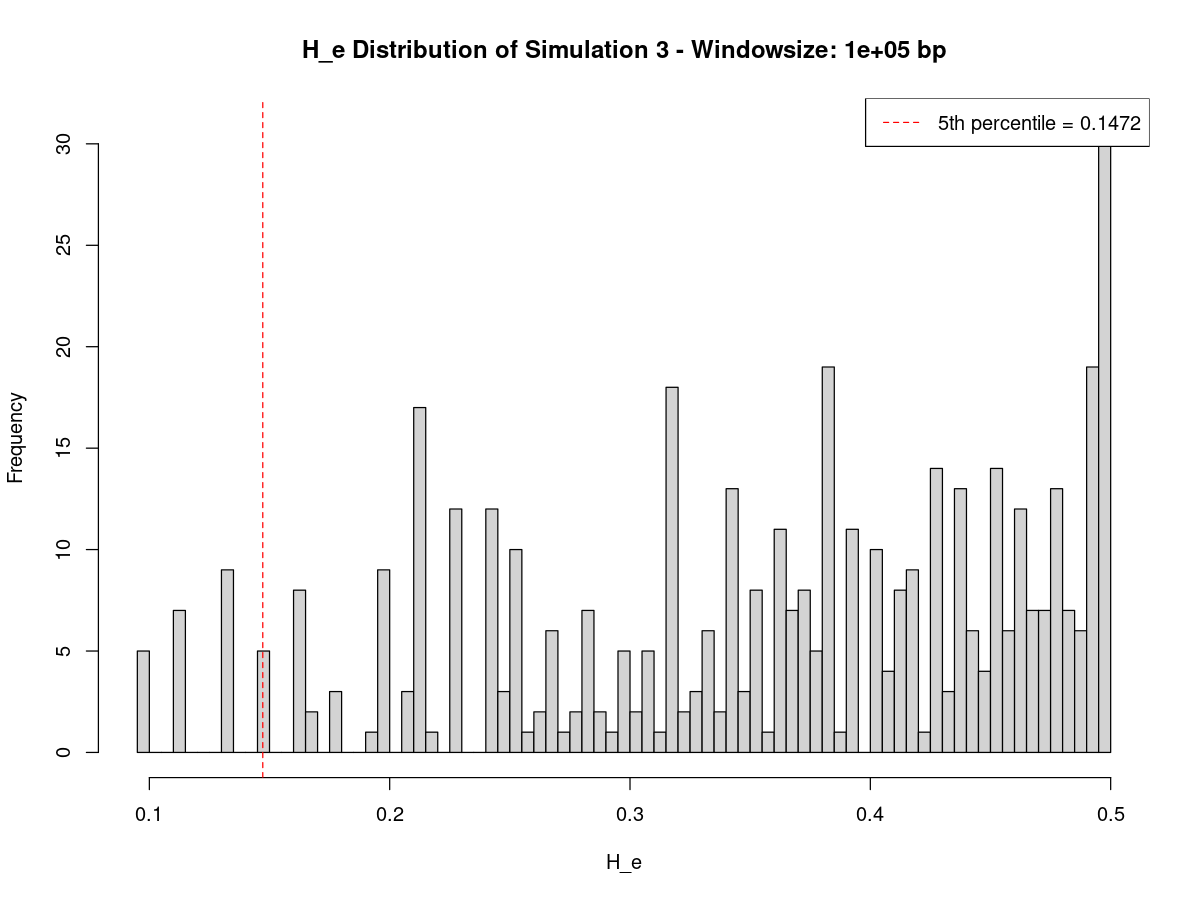 H_e Distribution of Simulation 3 - Windowsize: 1e+05 bp
5th percentile = 0.1472
30
25
20
15
10
5
0
Frequency
0.1 0.2 0.3 0.4 0.5
H_e